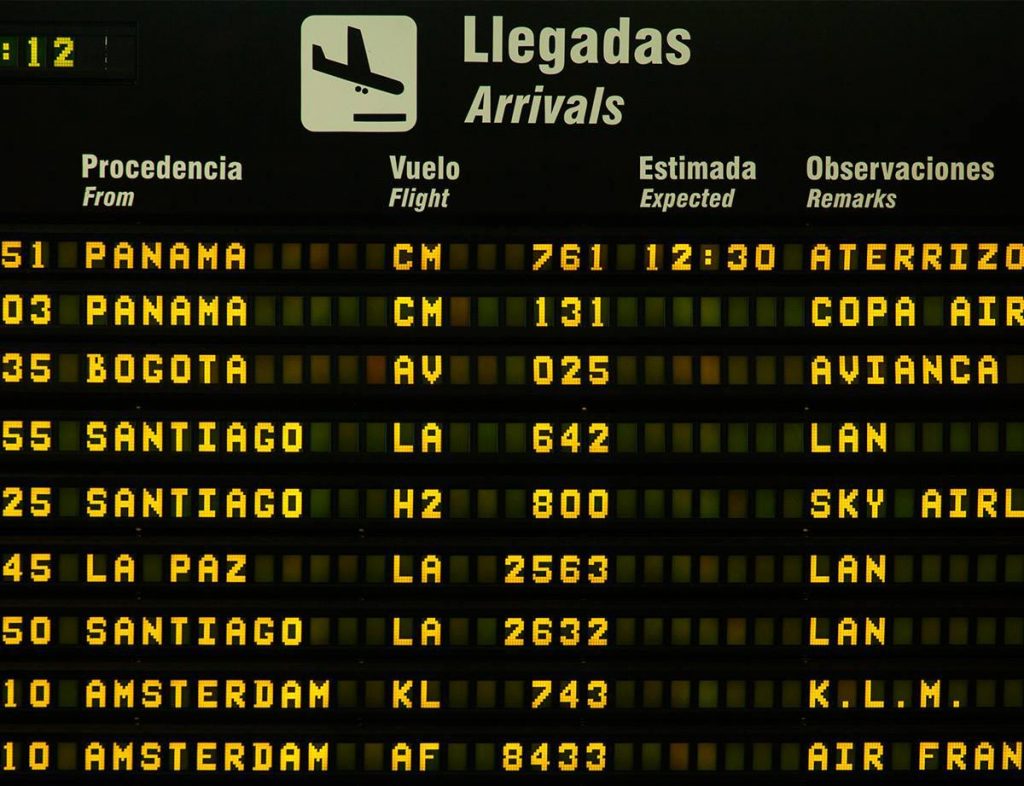 :12
Llegadas
Arrivals
Procedencia Vuelo Estimada Observaciones
From Flight Expected Remarks
51 PANAMA CM 761 12:30 ATERRIZO
03 PANAMA CM 131 COPA AIR
35 BOGOTA AV 025 AVIANCA
55 SANTIAGO LA 642 LAN
25 SANTIAGO H2 800 SKY AIRL
45 LA PAZ LA 2563 LAN
50 SANTIAGO LA 2632 LAN
10 AMSTERDAM KL 743 K.L.M.
10 AMSTERDAM AF 8433 AIR FRAN